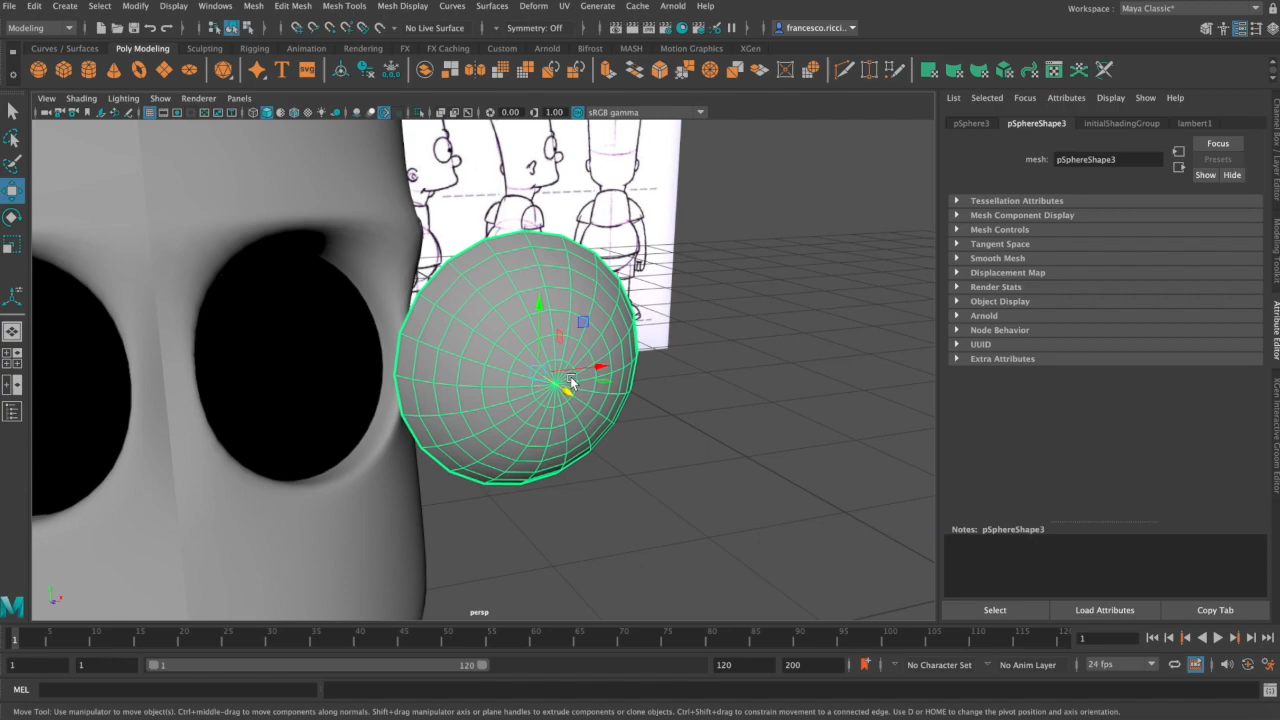 File Edit Create Select Modify Display Windows Mesh Edit Mesh Mesh Tools Mesh Display Curves Surfaces Deform UV Generate Cache Arnold Help
Workspace : Maya Classic*
Modeling
No Live Surface
Symmetry: Off
francesco.ricci...
Curves / Surfaces Poly Modeling Sculpting Rigging Animation Rendering FX FX Caching Custom Arnold Bifrost MASH Motion Graphics XGen
SVG
0,0,0
View Shading Lighting Show Renderer Panels
0.00 1.00 sRGB gamma
persp
List Selected Focus Attributes Display Show Help
pSphere3 pSphereShape3 initialShadingGroup lambert1
mesh: pSphereShape3
Focus
Presets
Show Hide
Tessellation Attributes
Mesh Component Display
Mesh Controls
Tangent Space
Smooth Mesh
Displacement Map
Render Stats
Object Display
Arnold
Node Behavior
UUID
Extra Attributes
Notes: pSphereShape3
Select Load Attributes Copy Tab
Attribute Editor
XGen Interactive Groom Editor
1 5 10 15 20 25 30 35 40 45 50 55 60 65 70 75 80 85 90 95 100 105 110 115 120 1
1 1 1 120 120 200 No Character Set No Anim Layer 24 fps
MEL
Move Tool: Use manipulator to move object(s). Ctrl+middle-drag to move components along normals. Shift+drag manipulator axis or plane handles to extrude components or clone objects. Ctrl+Shift+drag to constrain movement to a connected edge. Use D or HOME to change the pivot position and axis orientation.